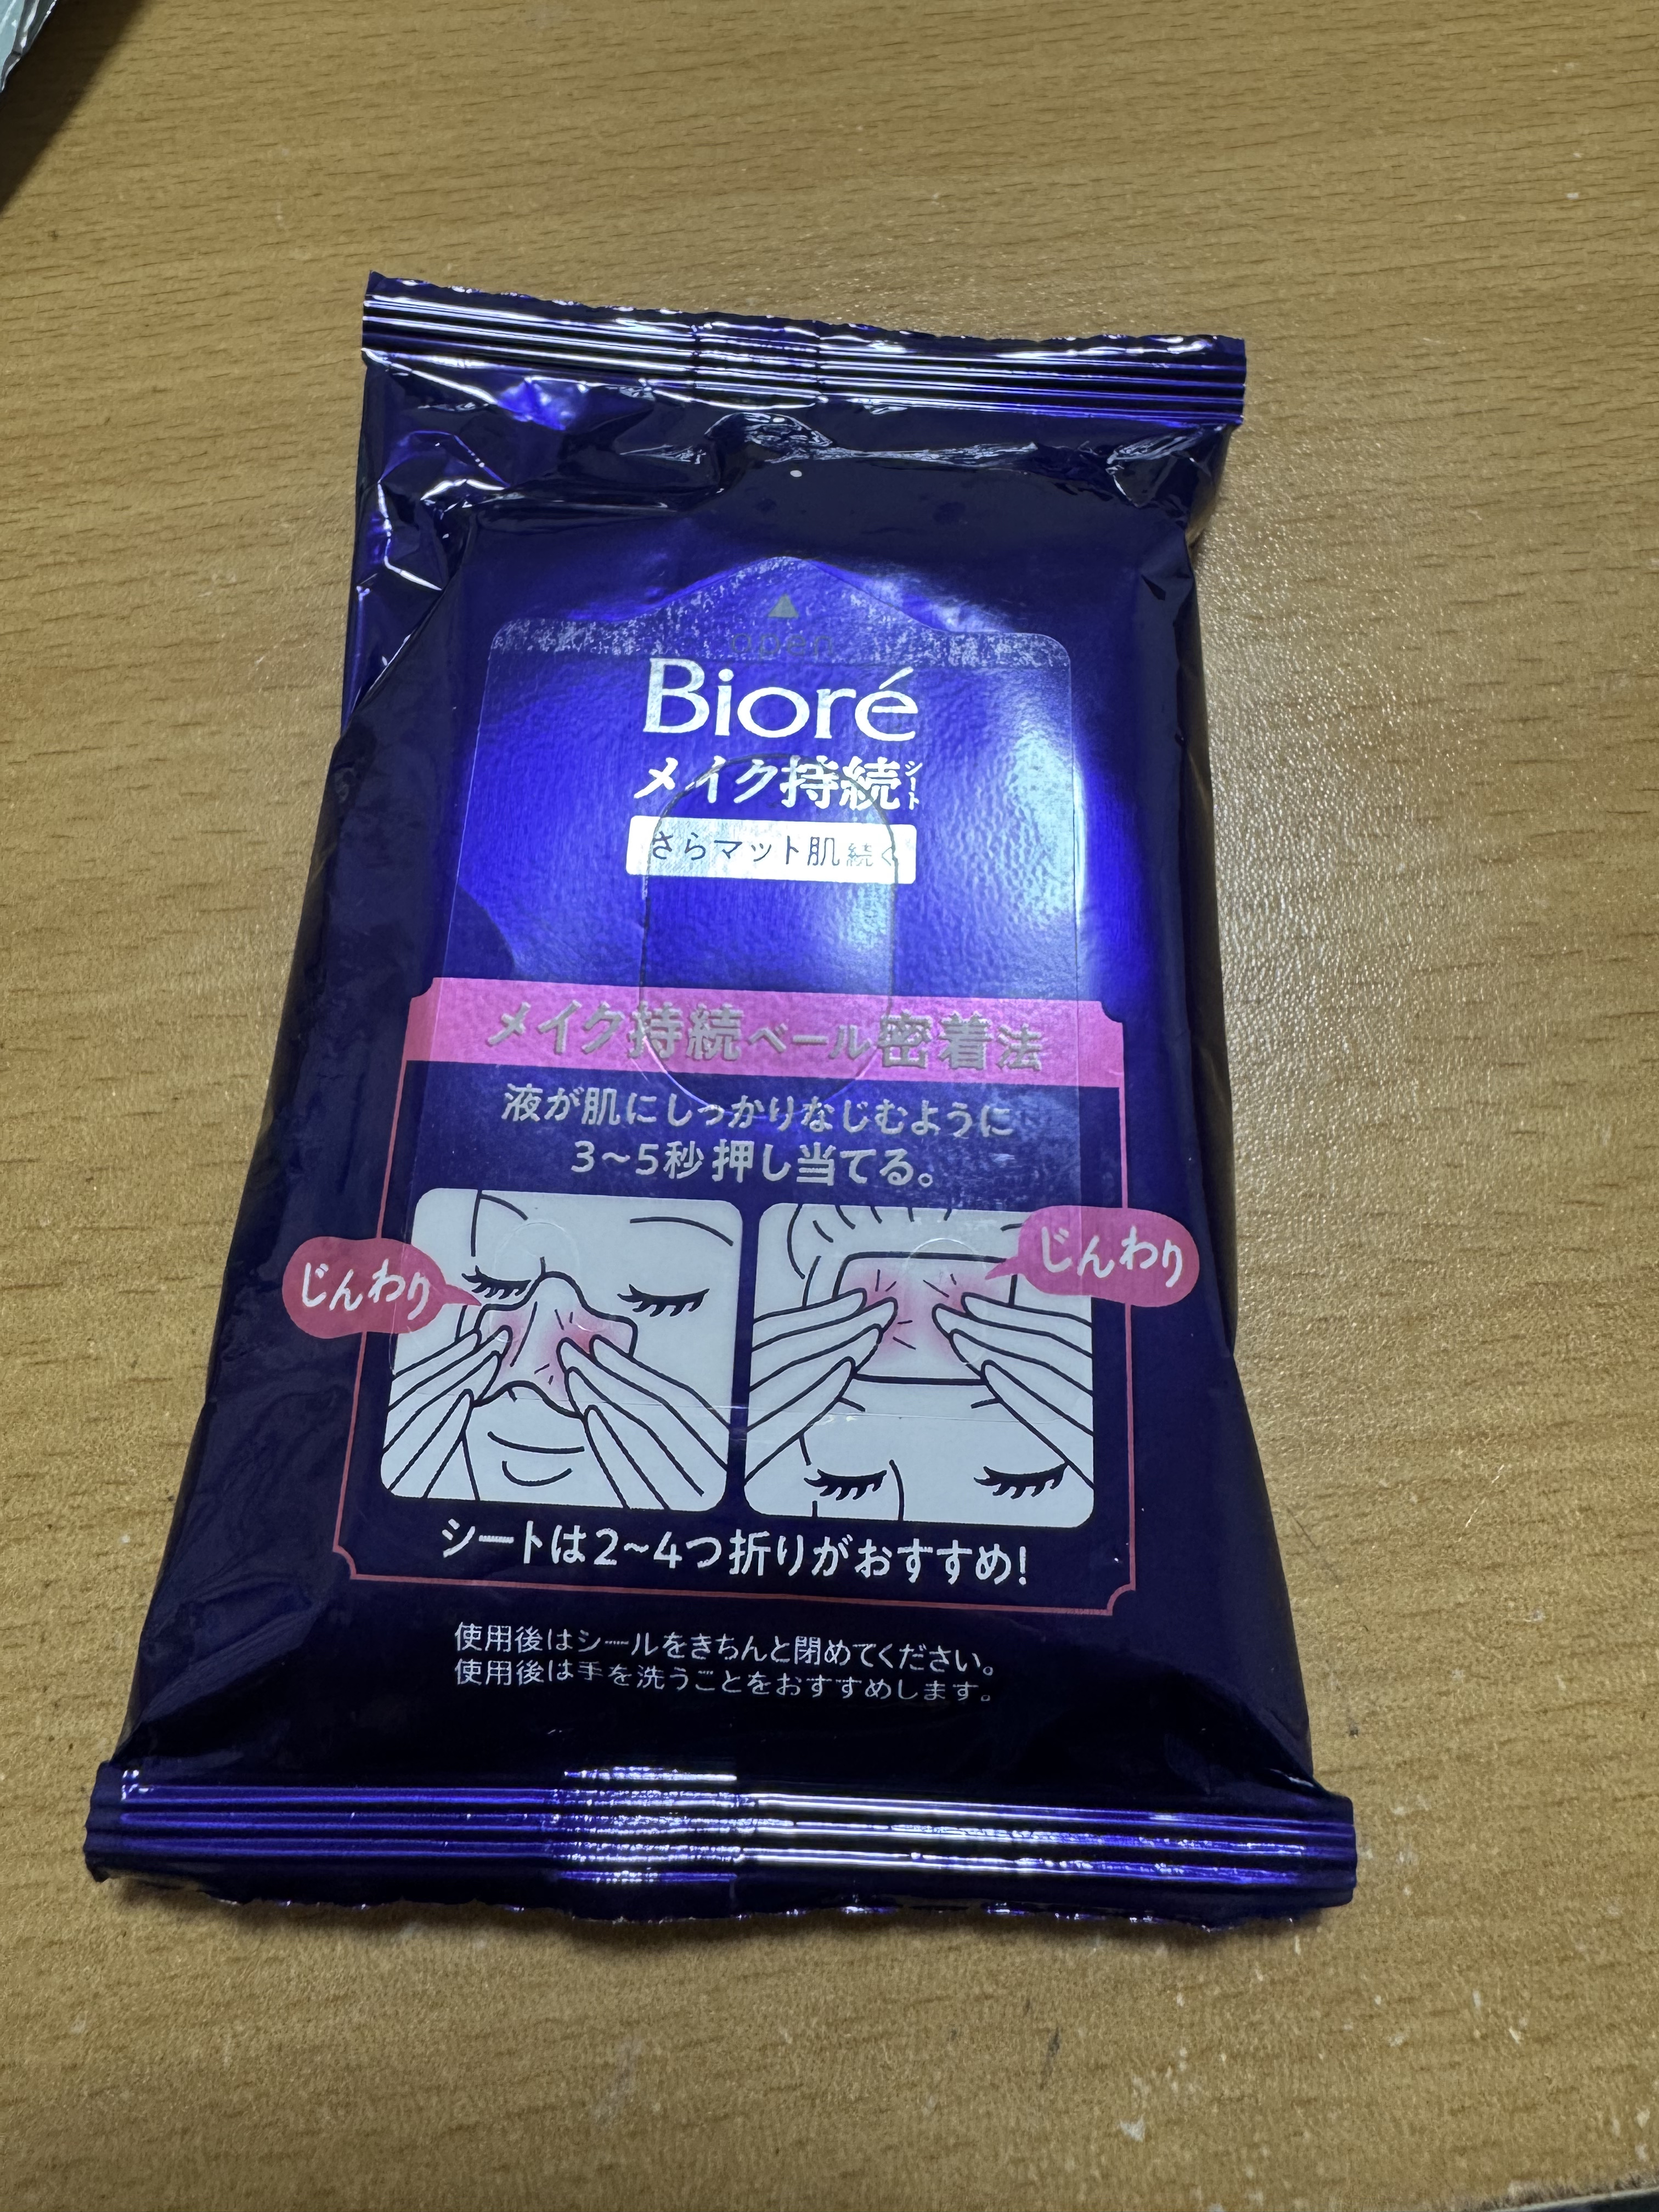 open
Bioré
メイク持続シート
さらマット肌続く
メイク持続ベール密着法
液が肌にしっかりなじむように
3~5秒押し当てる。
じんわり
じんわり
シートは2~4つ折りがおすすめ!
使用後はシールをきちんと閉めてください。
使用後は手を洗うことをおすすめします。